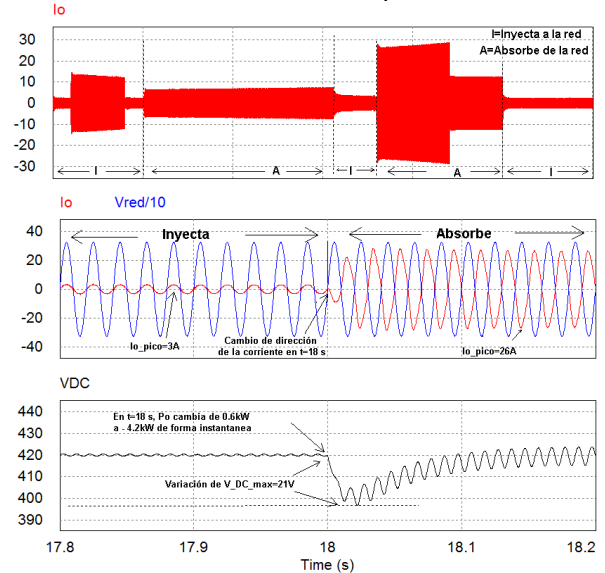 Io
I=Inyecta a la red
A=Absorbe de la red
30
20
10
0
-10
-20
-30
I
A
I
A
I
Io Vred/10
40
20
0
-20
-40
Inyecta
Absorbe
Io_pico=3A
Cambio de dirección
de la corriente en t=18 s
Io_pico=26A
VDC
440
430
420
410
400
390
En t=18 s, Po cambia de 0.6kW
a - 4.2kW de forma instantanea
Variación de V_DC_max=21V
17.8 17.9 18 18.1 18.2
Time (s)